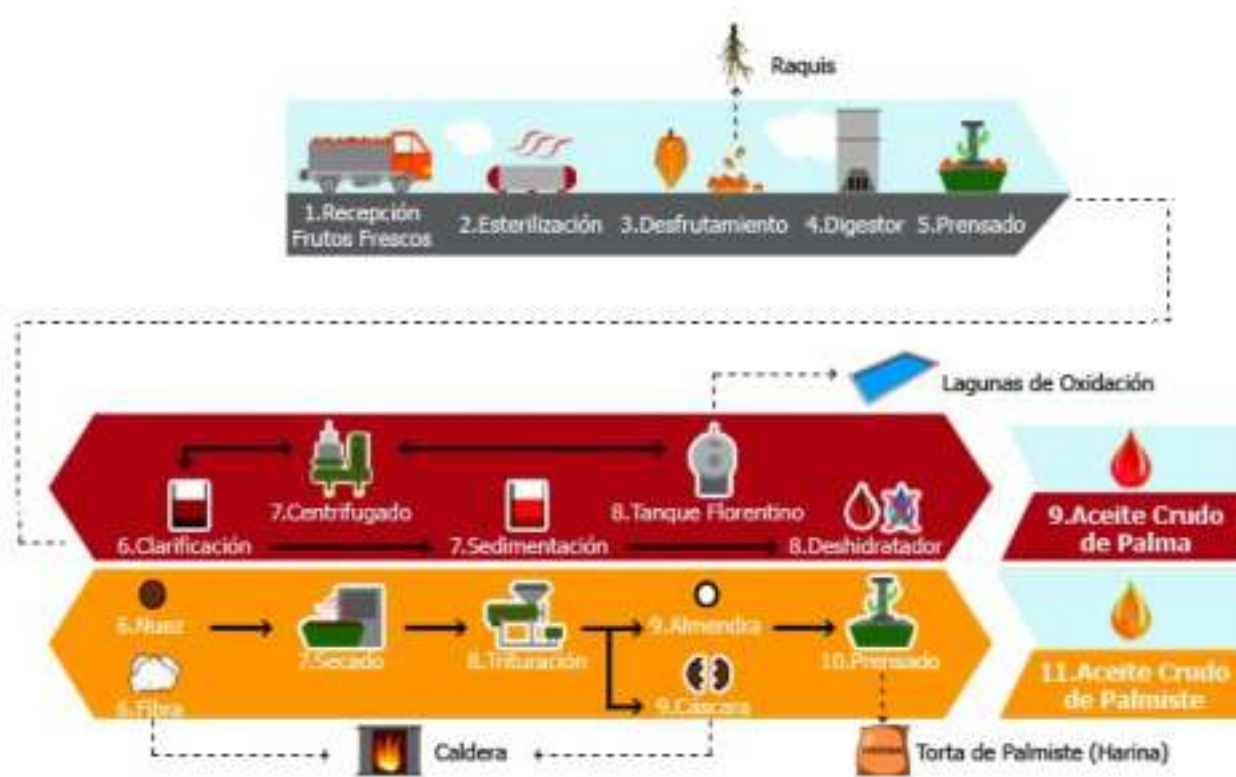 Raquis
1.Recepción
Frutos Frescos
2.Esterilización
3.Desfrutamiento
4.Digestor
5.Prensado
Lagunas de Oxidación
7.Centrifugado
8.Tanque Florentino
6.Clarificación
7.Sedimentación
8.Deshidratador
9.Aceite Crudo
de Palma
6.Nuez
7.Secado
8.Trituración
9.Almendra
10.Prensado
6.Fibra
9.Cáscara
11.Aceite Crudo
de Palmiste
Caldera
Torta de Palmiste (Harina)